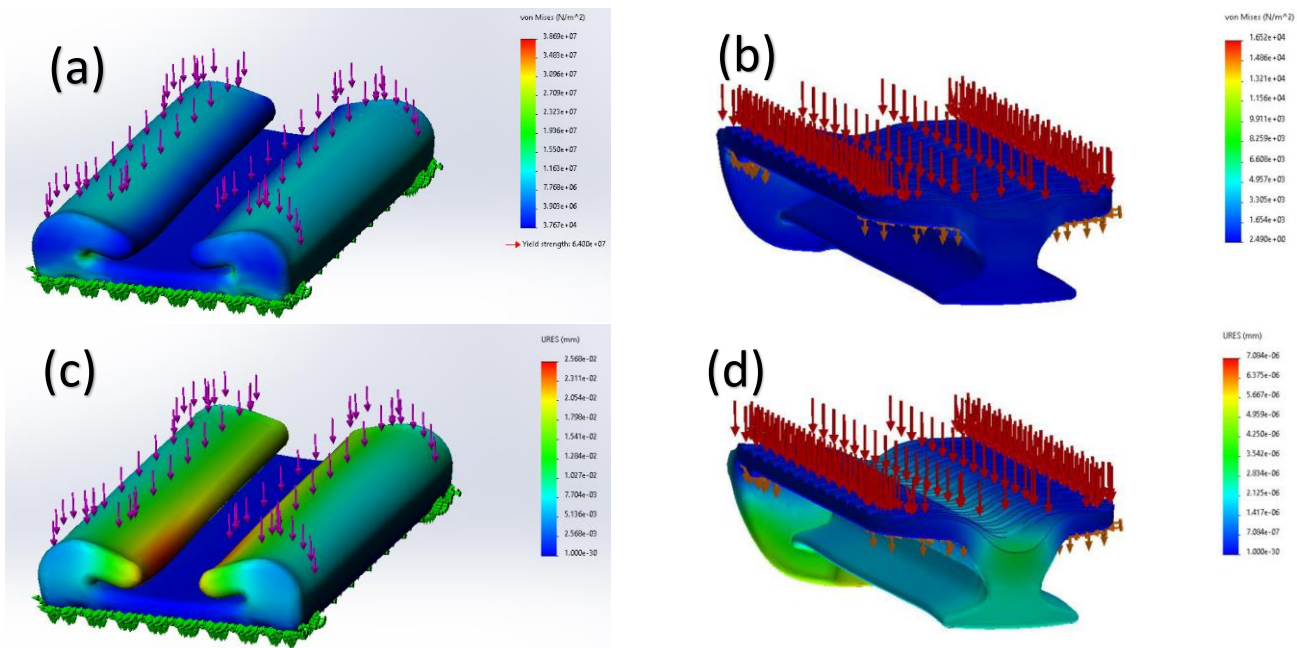 (a)
von Mises (N/m^2)
3.869e+07
3.483e+07
3.096e+07
2.709e+07
2.323e+07
1.936e+07
1.550e+07
1.163e+07
7.768e+06
3.903e+06
3.767e+04
Yield strength: 6.400e+07
(b)
von Mises (N/m^2)
1.652e+04
1.486e+04
1.321e+04
1.156e+04
9.911e+03
8.259e+03
6.608e+03
4.957e+03
3.305e+03
1.654e+03
2.490e+00
(c)
URES (mm)
2.568e-02
2.311e-02
2.054e-02
1.798e-02
1.541e-02
1.284e-02
1.027e-02
7.704e-03
5.136e-03
2.568e-03
1.000e-30
(d)
URES (mm)
7.084e-06
6.375e-06
5.667e-06
4.959e-06
4.250e-06
3.542e-06
2.834e-06
2.125e-06
1.417e-06
7.084e-07
1.000e-30